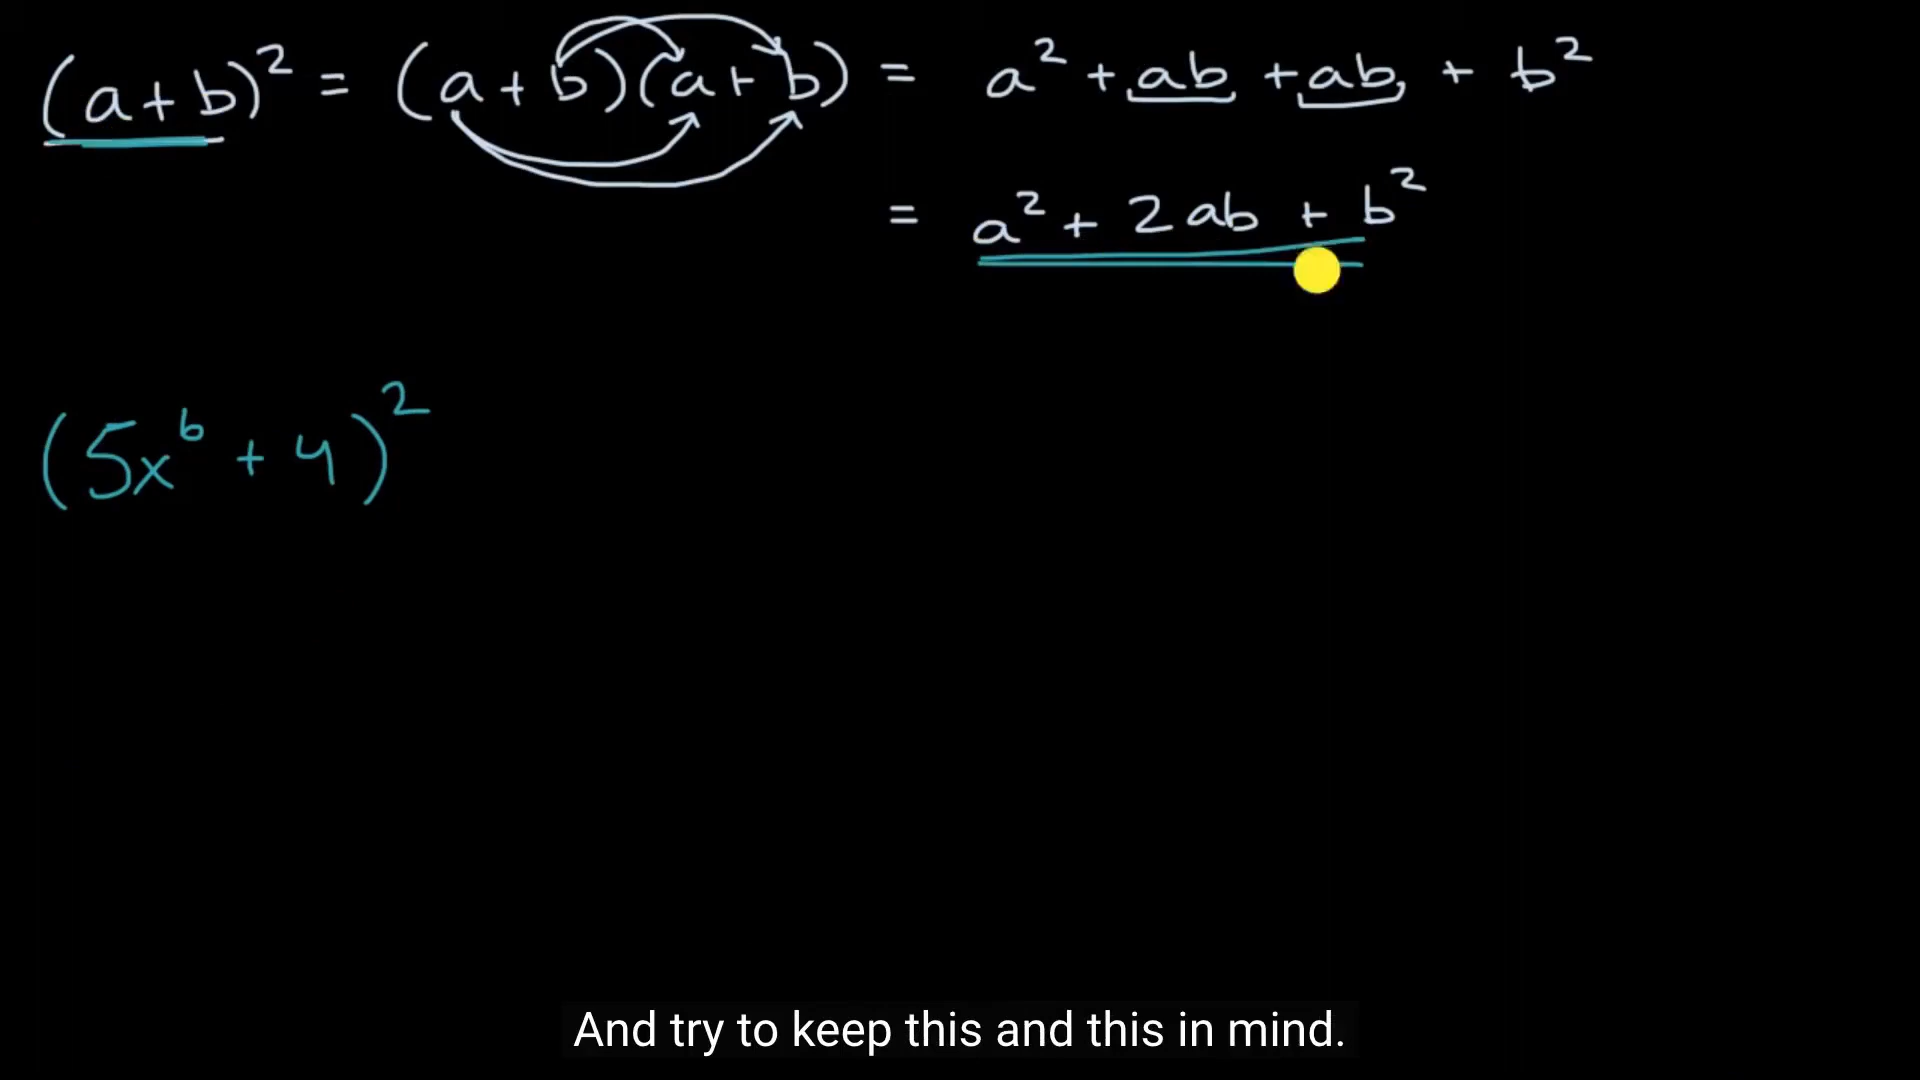 (a+b)² = (a+b)(a+b) = a² + ab + ab + b²
= a² + 2ab + b²
(5x⁶ + 4)²
And try to keep this and this in mind.